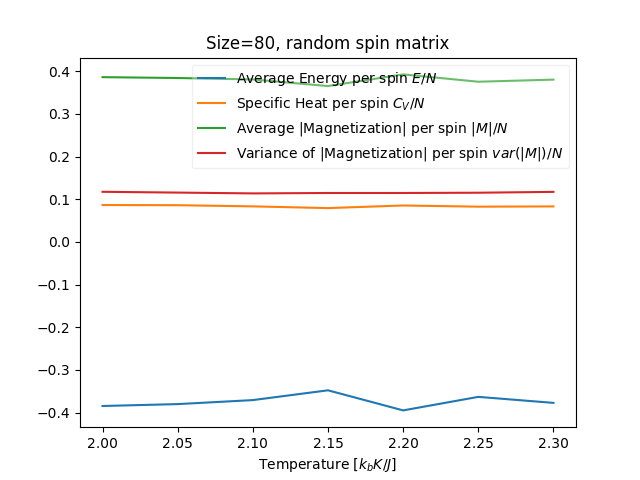 Size=80, random spin matrix
0.4
0.3
0.2
0.1
0.0
−0.1
−0.2
−0.3
−0.4
Average Energy per spin E/N
Specific Heat per spin C_V/N
Average |Magnetization| per spin |M|/N
Variance of |Magnetization| per spin var(|M|)/N
2.00 2.05 2.10 2.15 2.20 2.25 2.30
Temperature [k_bK/J]